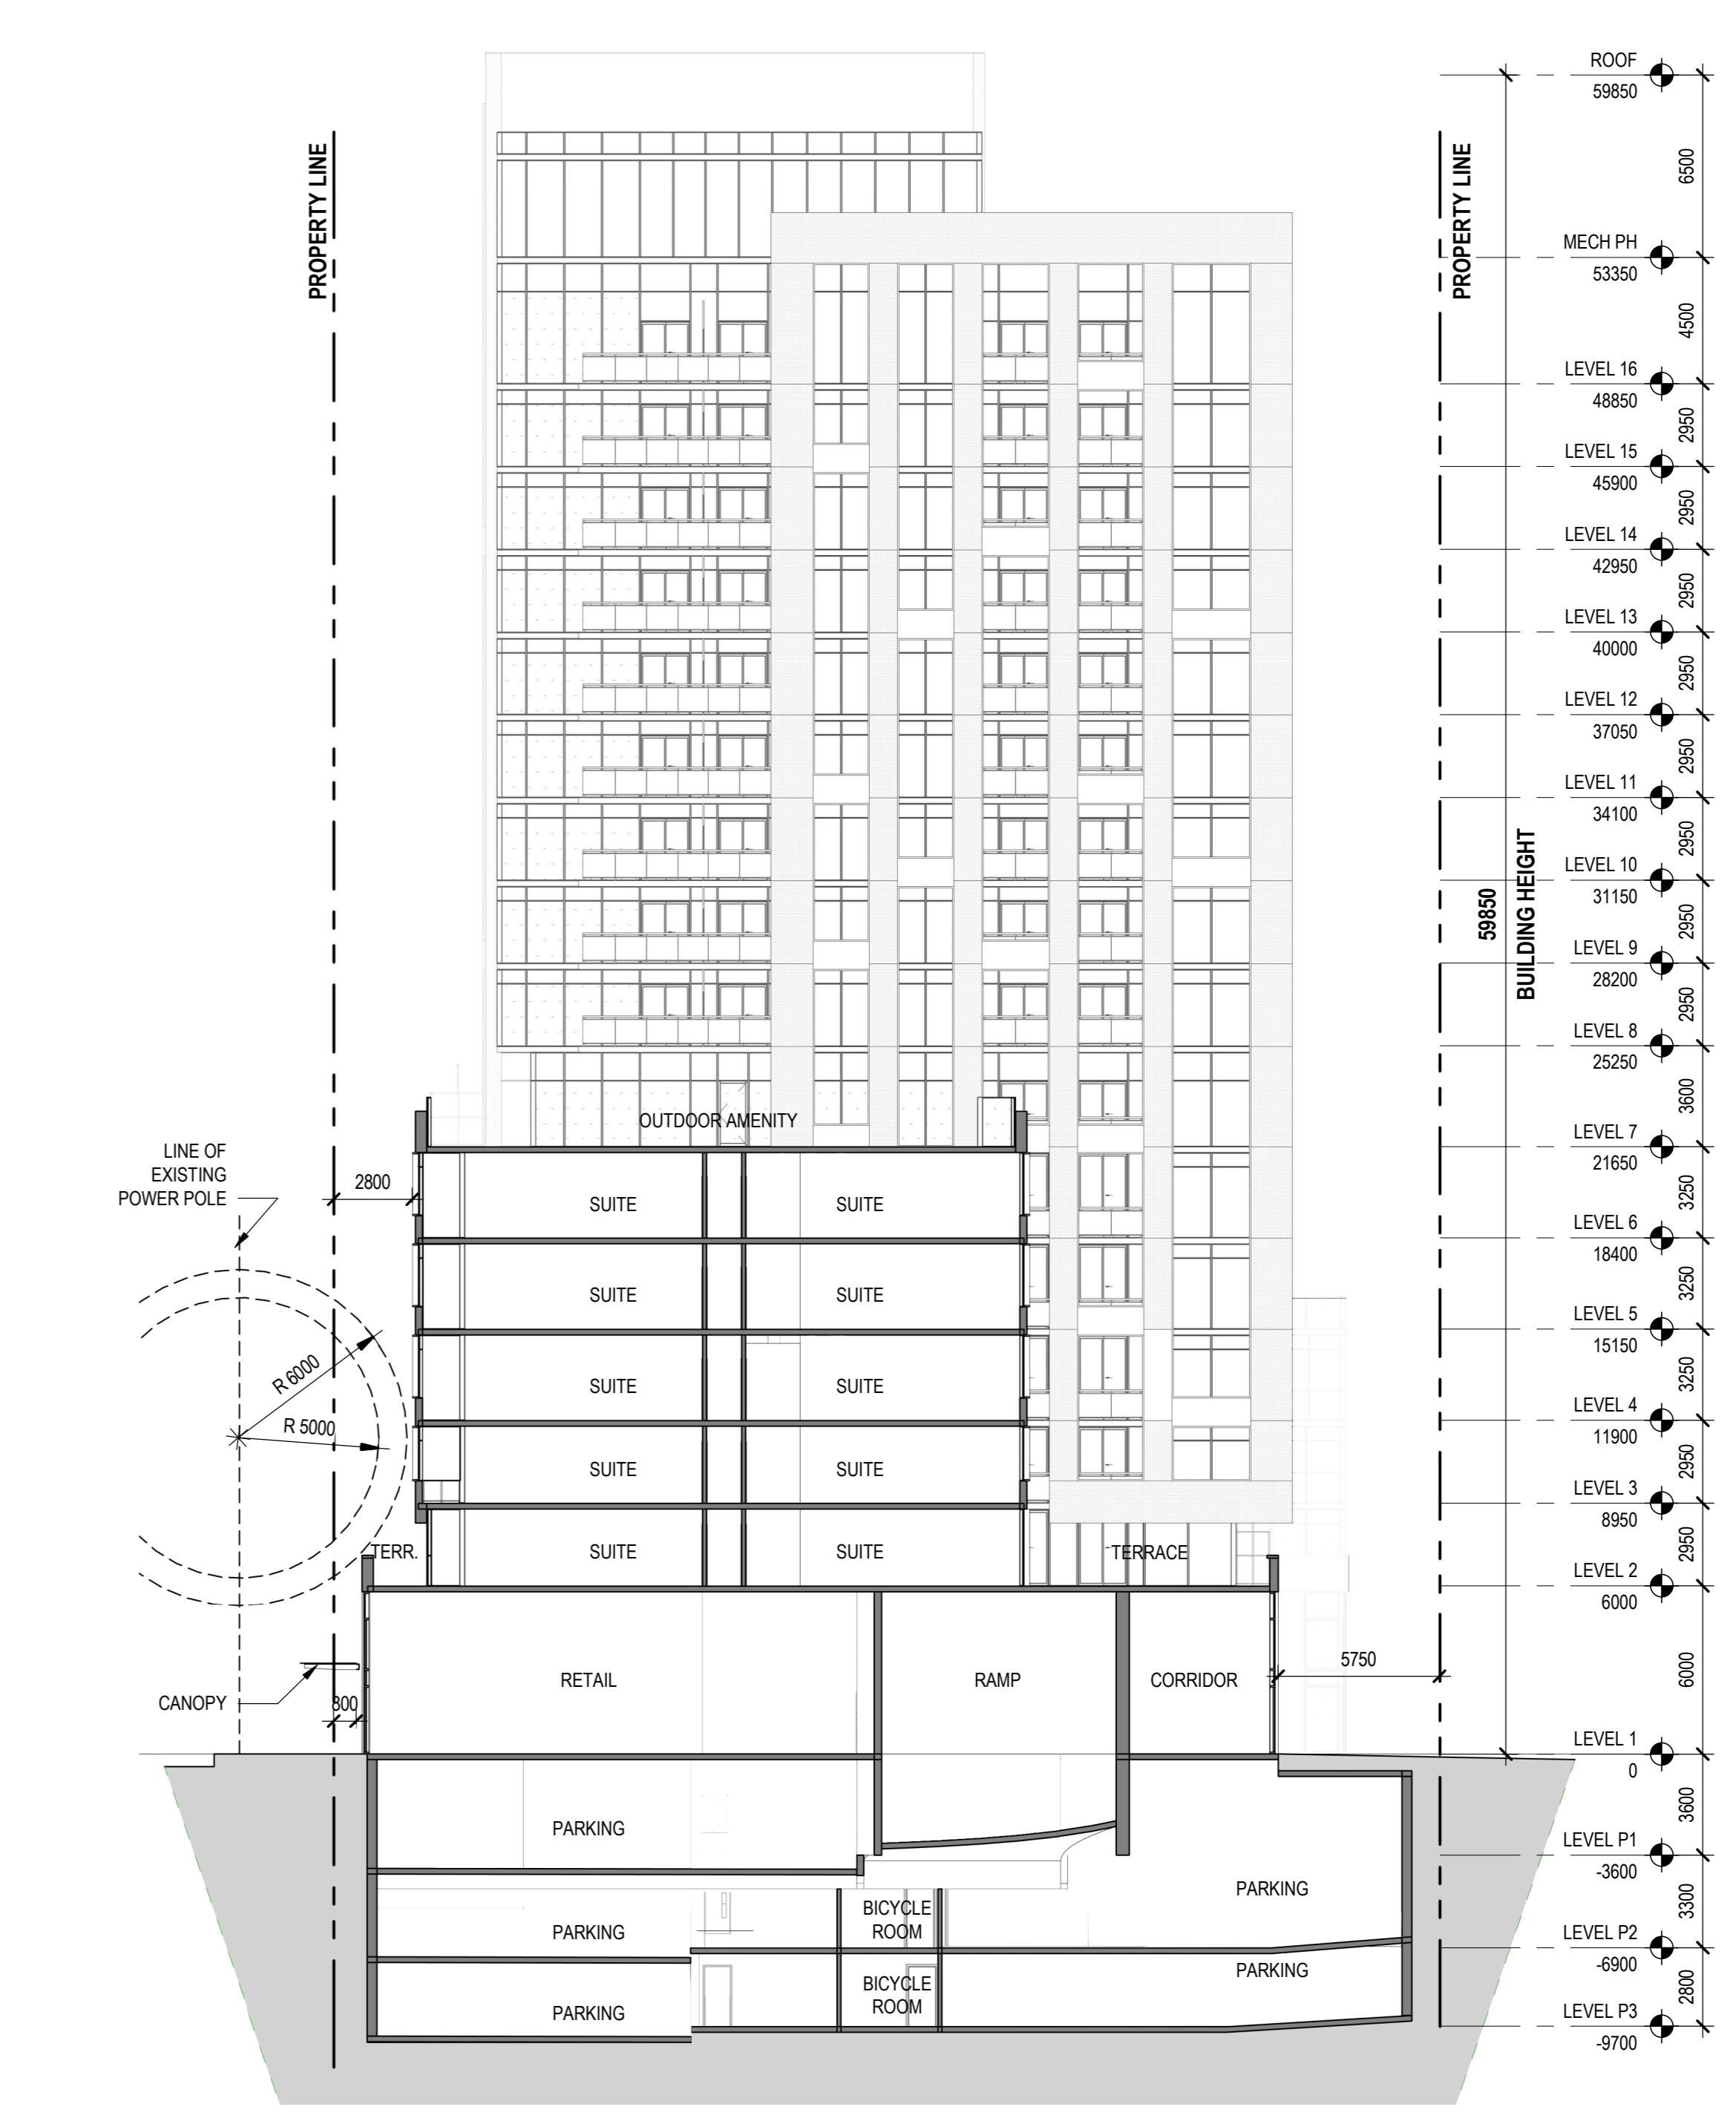 ROOF
59850
6500
PROPERTY LINE
PROPERTY LINE
MECH PH
53350
4500
LEVEL 16
48850
2950
LEVEL 15
45900
2950
LEVEL 14
42950
2950
LEVEL 13
40000
2950
LEVEL 12
37050
2950
LEVEL 11
34100
2950
LEVEL 10
31150
59850
BUILDING HEIGHT
2950
LEVEL 9
28200
2950
LEVEL 8
25250
3600
OUTDOOR AMENITY
LEVEL 7
21650
LINE OF
EXISTING
POWER POLE
2800
SUITE
SUITE
3250
LEVEL 6
18400
SUITE
SUITE
3250
LEVEL 5
15150
R 6000
R 5000
SUITE
SUITE
3250
LEVEL 4
11900
SUITE
SUITE
2950
LEVEL 3
8950
TERR.
SUITE
SUITE
TERRACE
2950
LEVEL 2
6000
CANOPY
800
RETAIL
RAMP
CORRIDOR
5750
6000
LEVEL 1
0
3600
PARKING
LEVEL P1
-3600
PARKING
3300
PARKING
BICYCLE
ROOM
LEVEL P2
-6900
PARKING
BICYCLE
ROOM
PARKING
2800
LEVEL P3
-9700